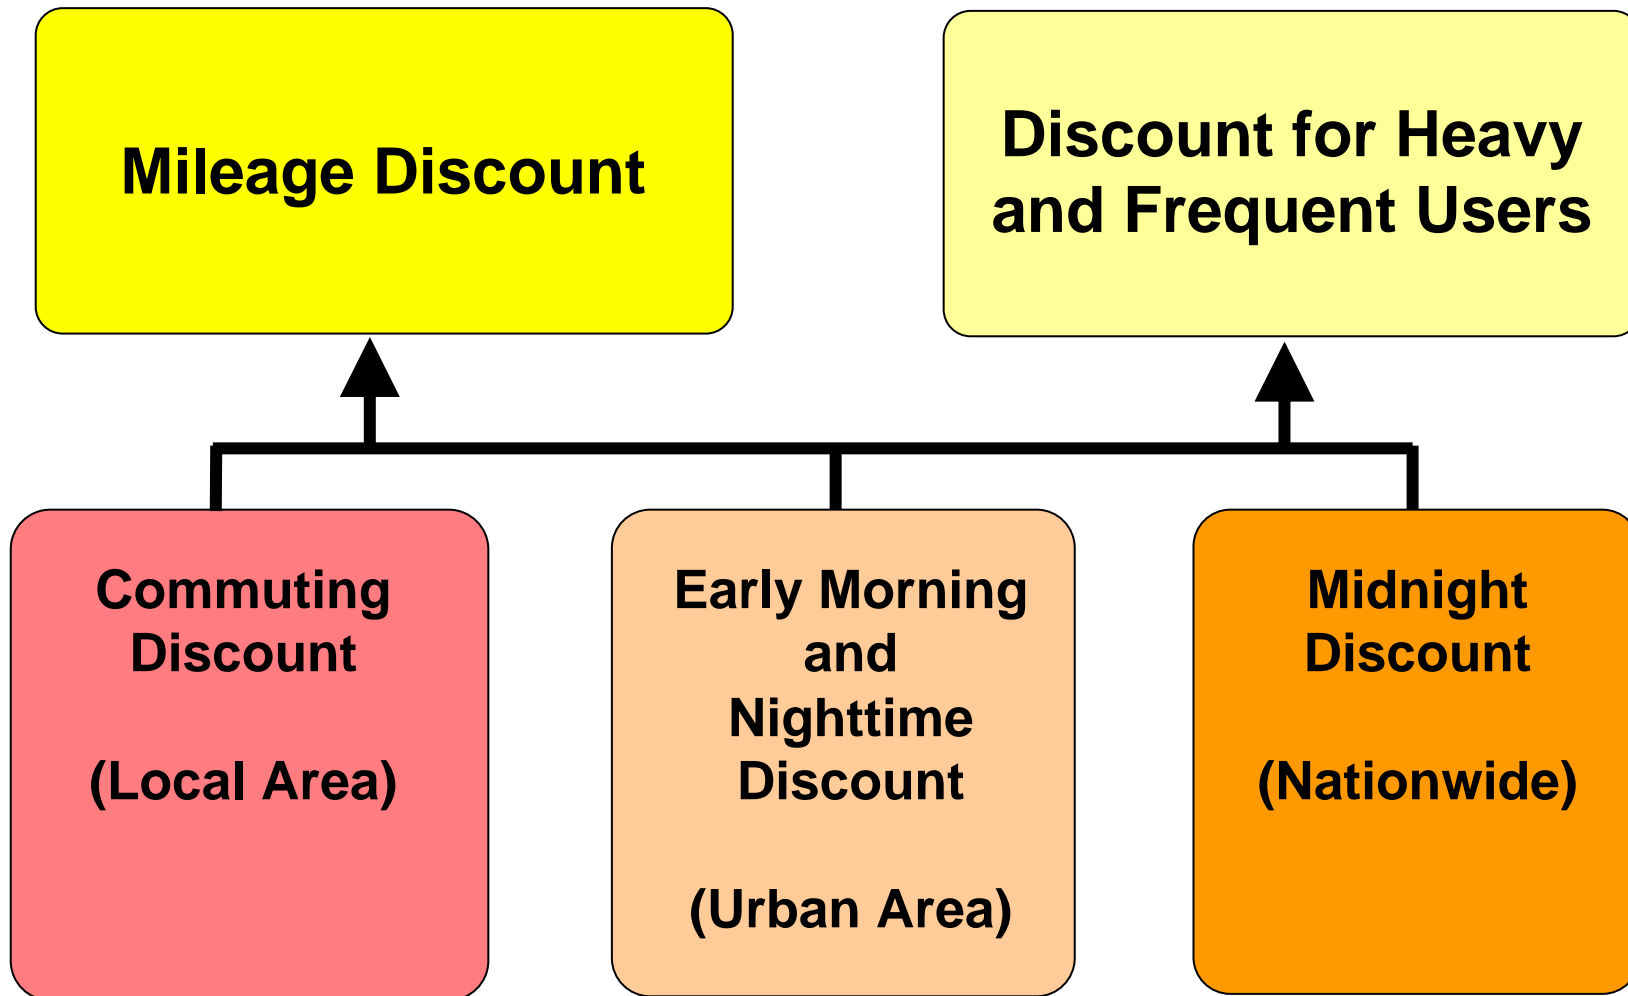 Mileage Discount
Discount for Heavy
and Frequent Users
Commuting
Discount
(Local Area)
Early Morning
and
Nighttime
Discount
(Urban Area)
Midnight
Discount
(Nationwide)